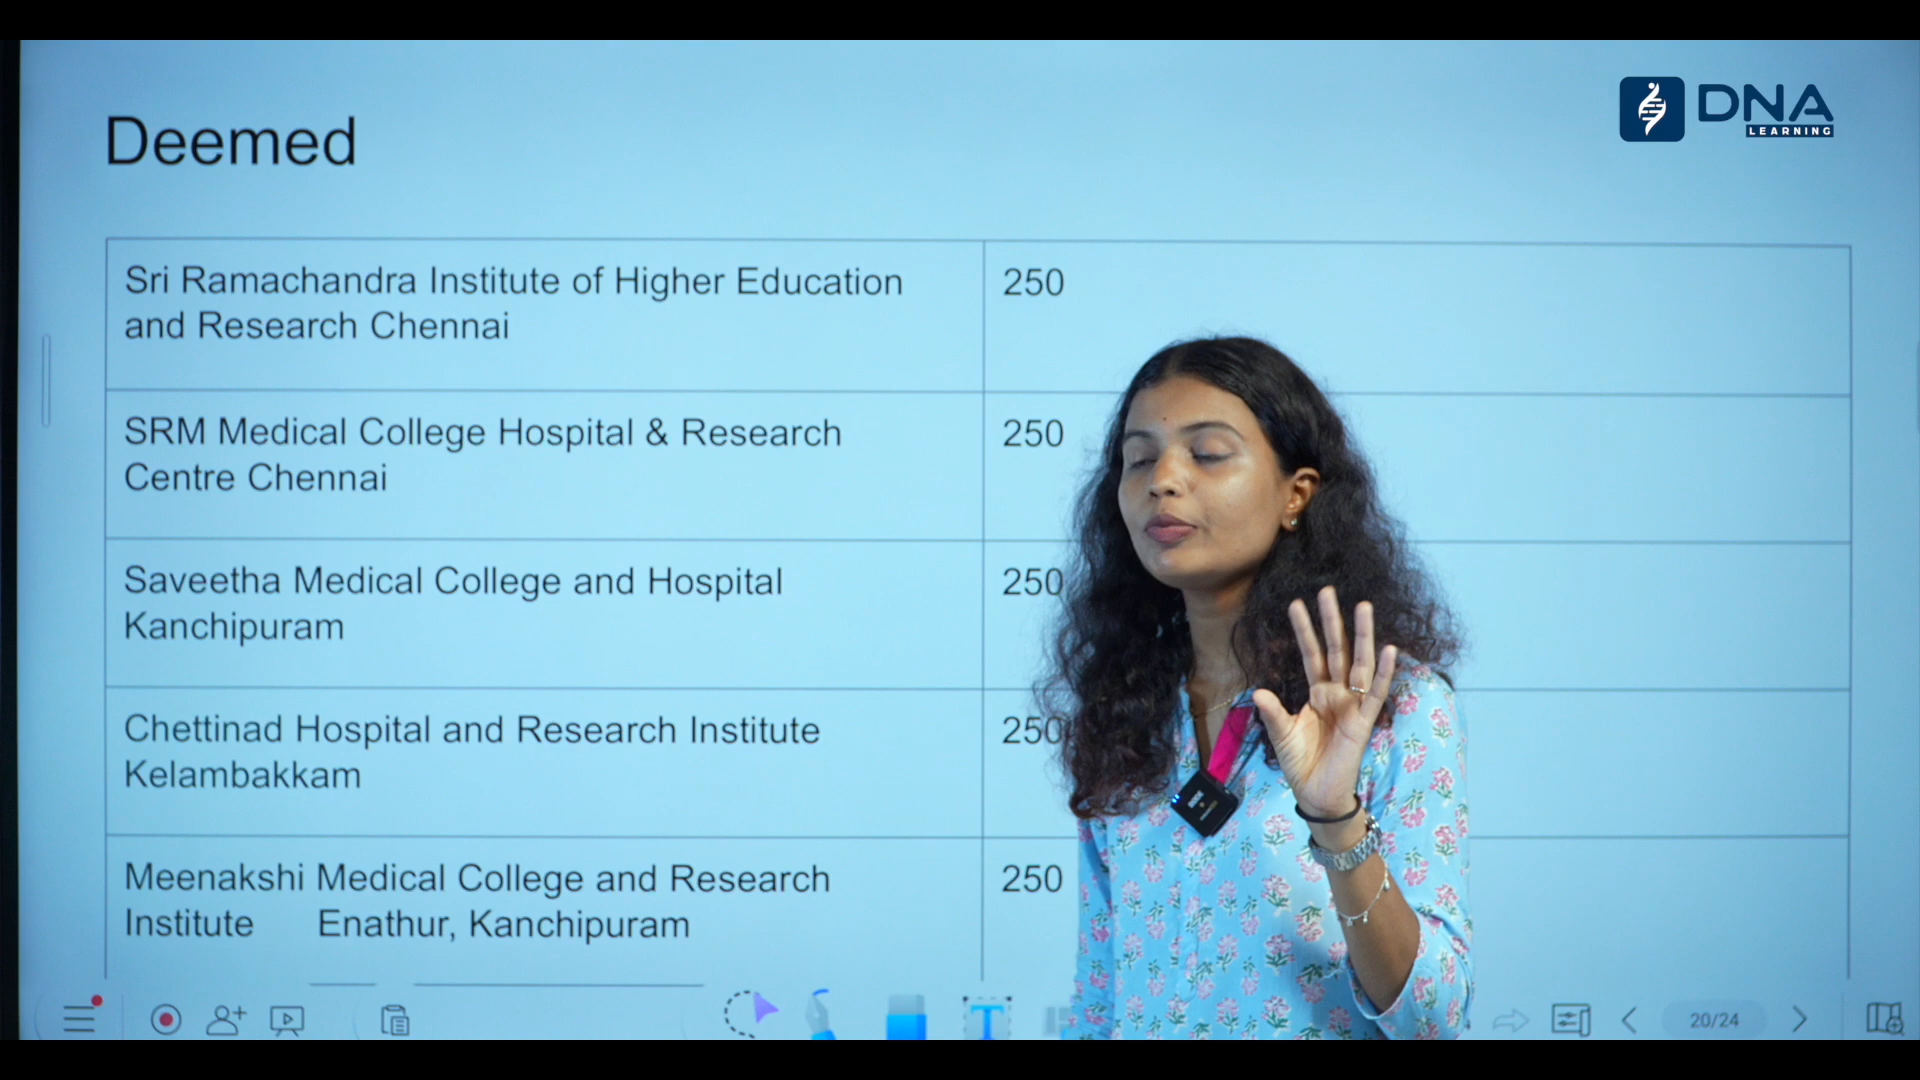 DNA
LEARNING
Deemed
Sri Ramachandra Institute of Higher Education
and Research Chennai
250
SRM Medical College Hospital & Research
Centre Chennai
250
Saveetha Medical College and Hospital
Kanchipuram
250
Chettinad Hospital and Research Institute
Kelambakkam
250
Meenakshi Medical College and Research
Institute Enathur, Kanchipuram
250
20/24